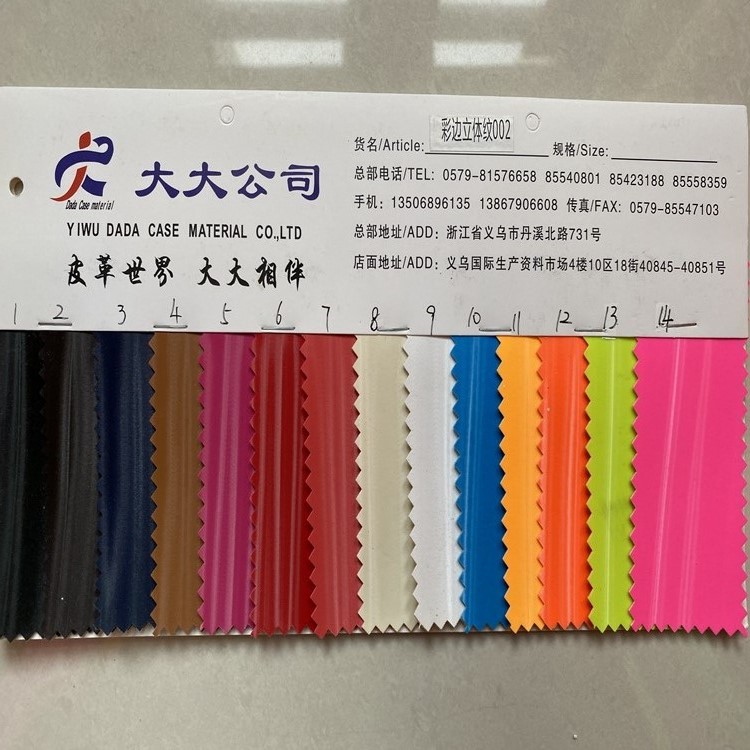 Dada Case material
大大公司
YIWU DADA CASE MATERIAL CO.,LTD
皮革世界 大大相伴
货名/Article: 彩边立体纹002 规格/Size:
总部电话/TEL: 0579-81576658 85540801 85423188 85558359
手机: 13506896135 13867906608 传真/FAX: 0579-85547103
总部地址/ADD: 浙江省义乌市丹溪北路731号
店面地址/ADD: 义乌国际生产资料市场4楼10区18街40845-40851号
1 2 3 4 5 6 7 8 9 10 11 12 13 14